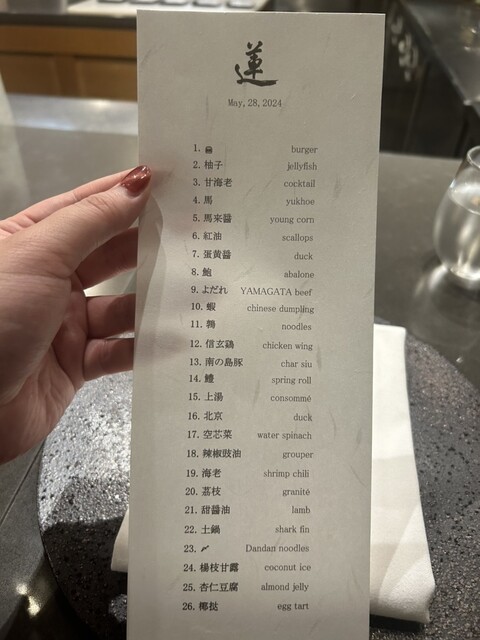 蓮
May, 28, 2024
1. 🍔 burger
2. 柚子 jellyfish
3. 甘海老 cocktail
4. 馬 yukhoe
5. 馬来醤 young corn
6. 紅油 scallops
7. 蛋黄醤 duck
8. 鮑 abalone
9. よだれ YAMAGATA beef
10. 蝦 chinese dumpling
11. noodles
12. 信玄鶏 chicken wing
13. 南の島豚 char siu
14. 鱧 spring roll
15. 上湯 consommé
16. 北京 duck
17. 空芯菜 water spinach
18. 辣椒豉油 grouper
19. 海老 shrimp chili
20. 荔枝 granité
21. 甜醤油 lamb
22. 土鍋 shark fin
23. 〆 Dandan noodles
24. 楊枝甘露 coconut ice
25. 杏仁豆腐 almond jelly
26. 椰挞 egg tart